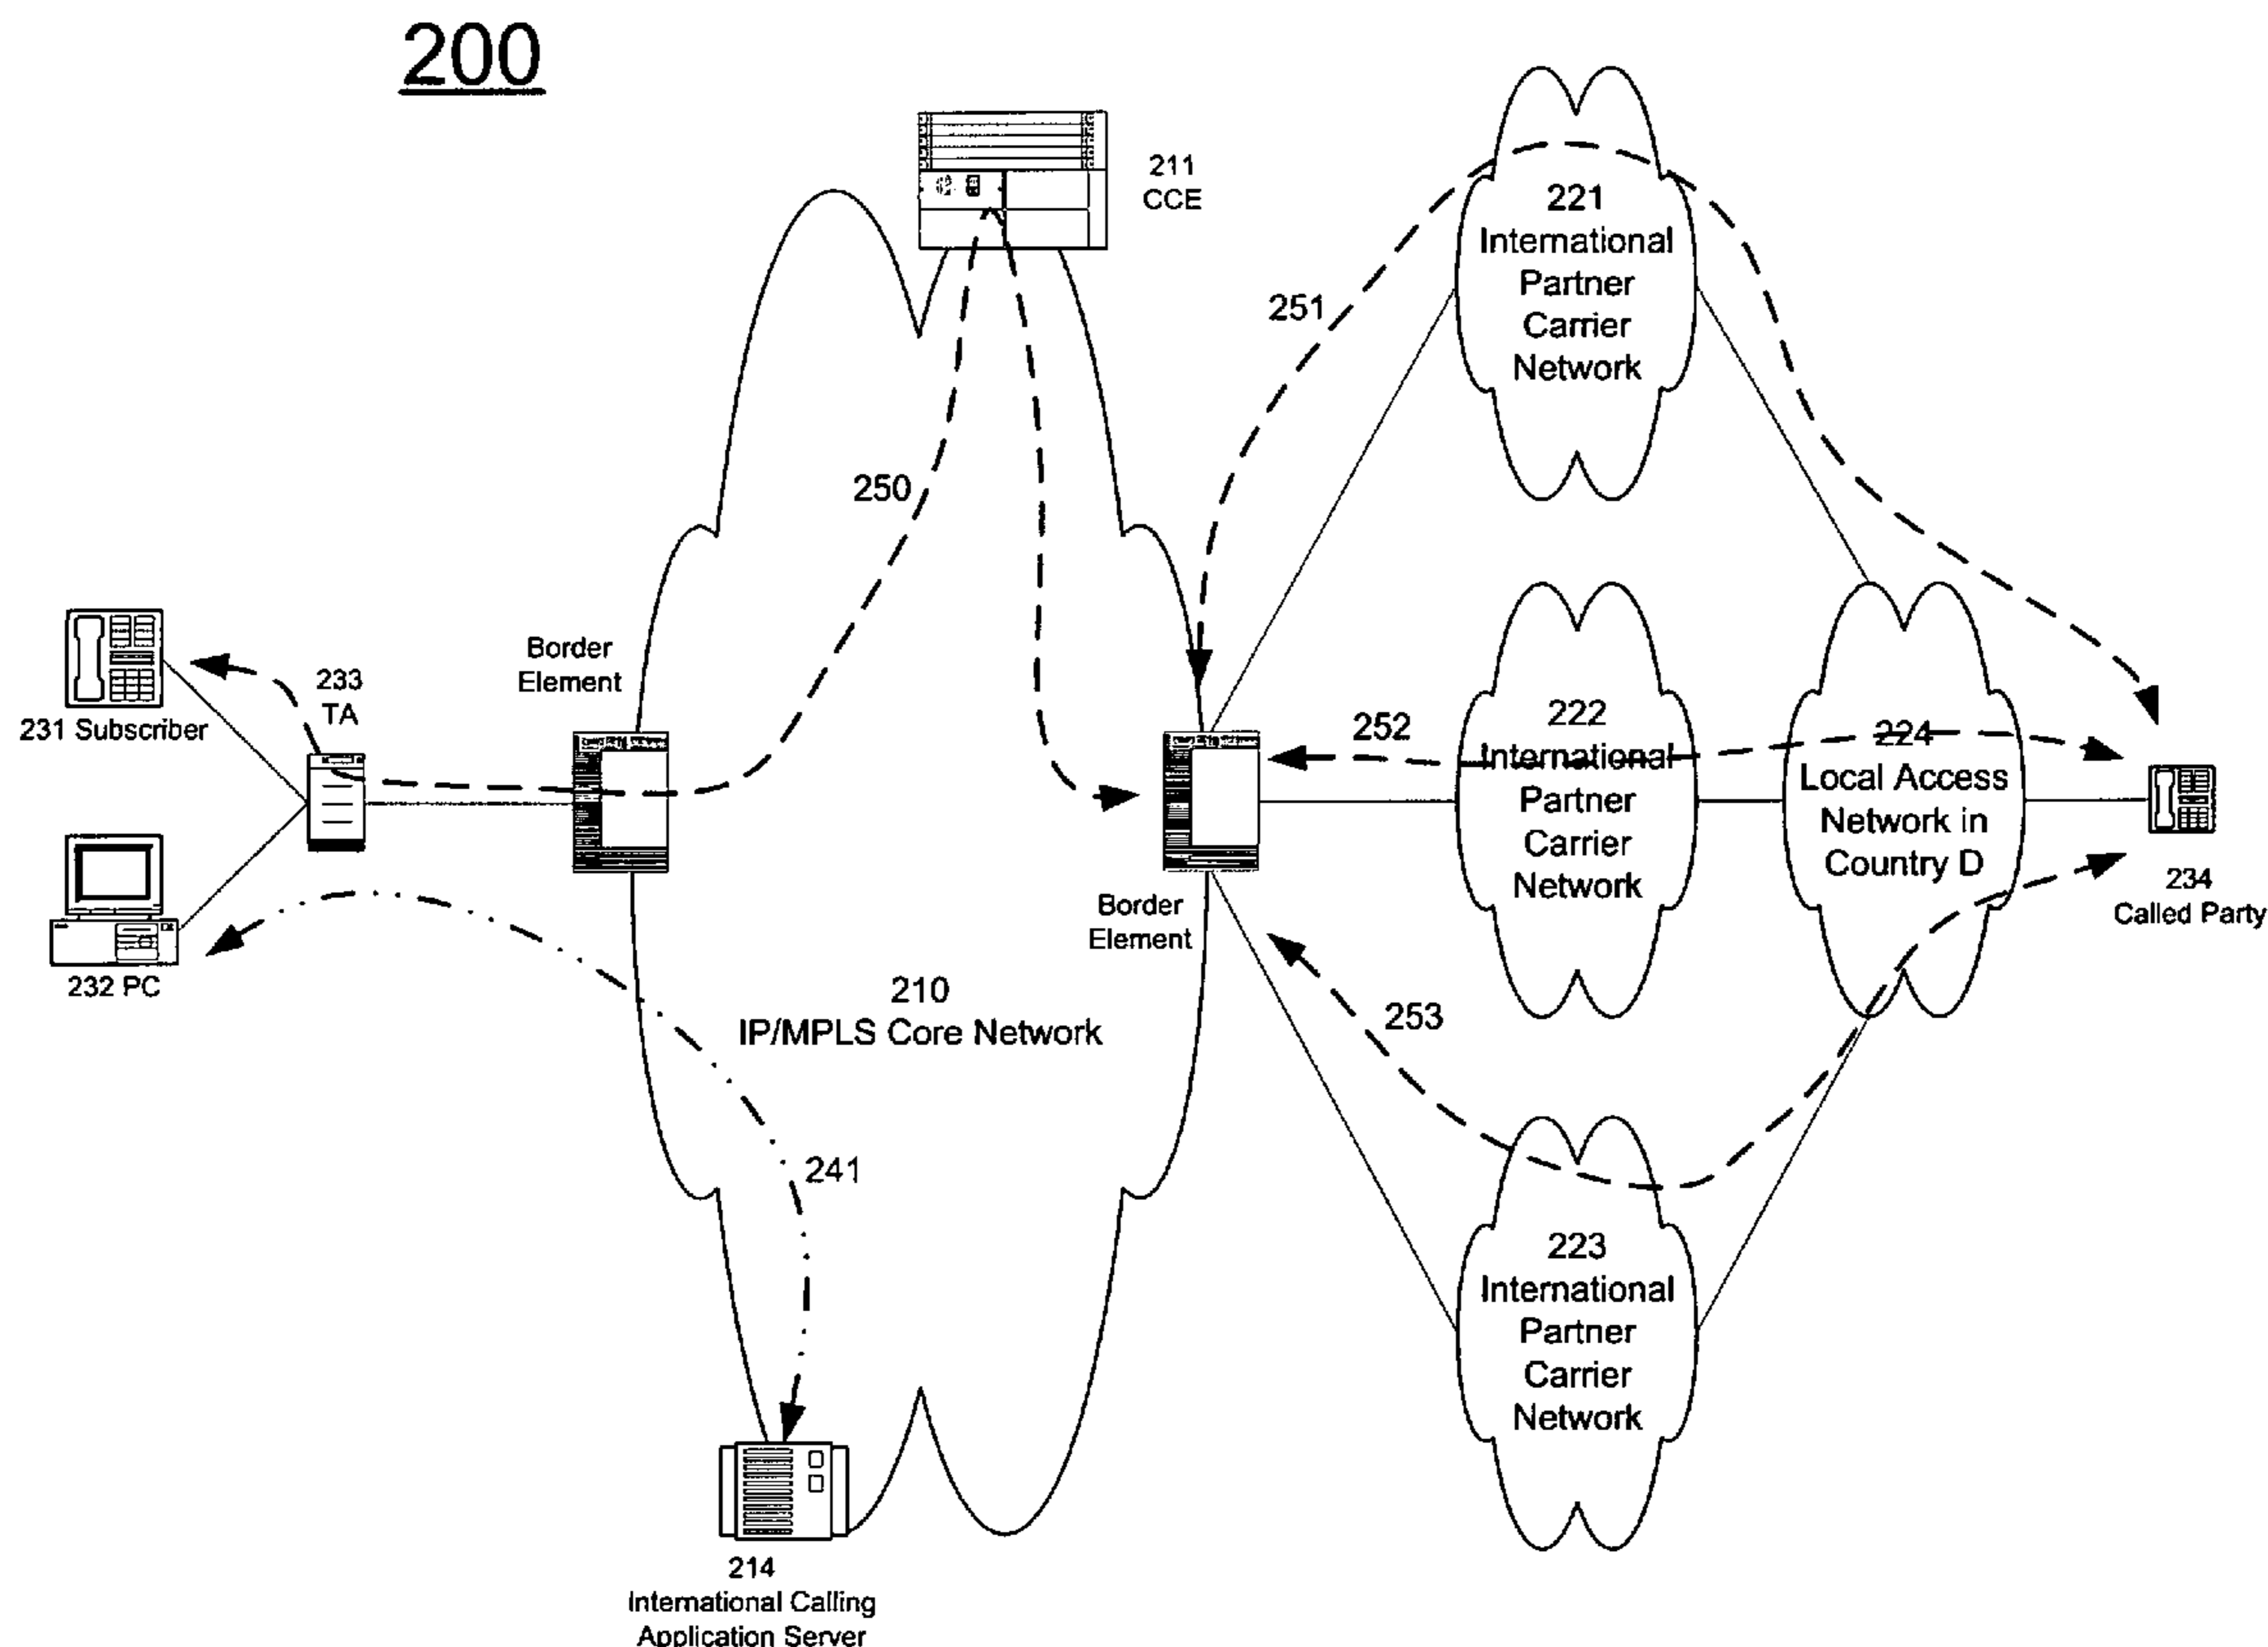 200
211
CCE
221
International
Partner
Carrier
Network
251
250
Border
Element
233
TA
231 Subscriber
252
222
International
Partner
Carrier
Network
224
Local Access
Network in
Country D
234
Called Party
Border
Element
232 PC
210
IP/MPLS Core Network
253
241
223
International
Partner
Carrier
Network
214
International Calling
Application Server